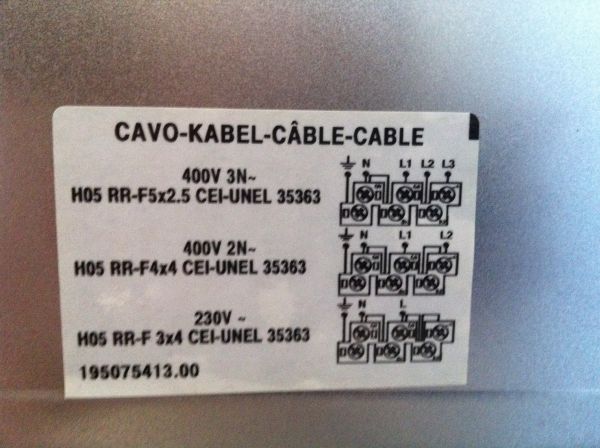 CAVO-KABEL-CÂBLE-CABLE
400V 3N~
H05 RR-F5x2.5 CEI-UNEL 35363
N L1 L2 L3
400V 2N~
H05 RR-F4x4 CEI-UNEL 35363
N L1 L2
230V ~
H05 RR-F 3x4 CEI-UNEL 35363
N L
195075413.00